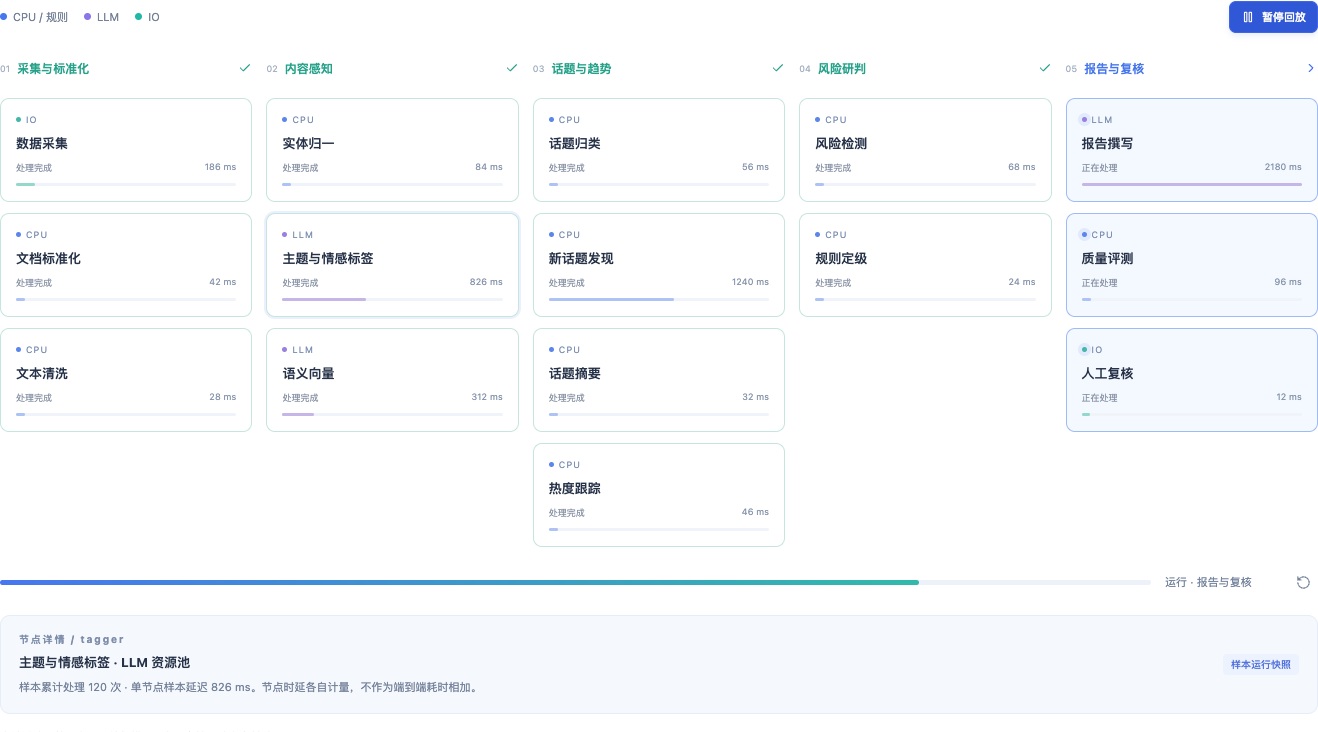 CPU / 规则 LLM IO
暂停回放
01 采集与标准化
02 内容感知
03 话题与趋势
04 风险研判
05 报告与复核
IO
数据采集
处理完成 186 ms
CPU
文档标准化
处理完成 42 ms
CPU
文本清洗
处理完成 28 ms
CPU
实体归一
处理完成 84 ms
LLM
主题与情感标签
处理完成 826 ms
LLM
语义向量
处理完成 312 ms
CPU
话题归类
处理完成 56 ms
CPU
新话题发现
处理完成 1240 ms
CPU
话题摘要
处理完成 32 ms
CPU
热度跟踪
处理完成 46 ms
CPU
风险检测
处理完成 68 ms
CPU
规则定级
处理完成 24 ms
LLM
报告撰写
正在处理 2180 ms
CPU
质量评测
正在处理 96 ms
IO
人工复核
正在处理 12 ms
运行 · 报告与复核
节点详情 / tagger
主题与情感标签 · LLM 资源池
样本累计处理 120 次 · 单节点样本延迟 826 ms。节点时延各自计量，不作为端到端耗时相加。
样本运行快照